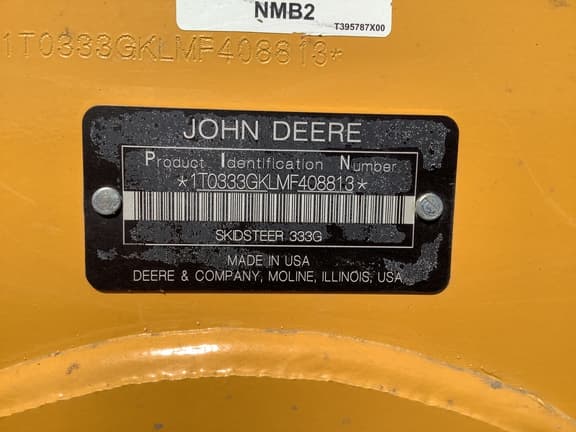 NMB2
T395787X00
1T0333GKLMF408813*
JOHN DEERE
Product Identification Number
*1T0333GKLMF408813*
SKIDSTEER 333G
MADE IN USA
DEERE & COMPANY, MOLINE, ILLINOIS, USA